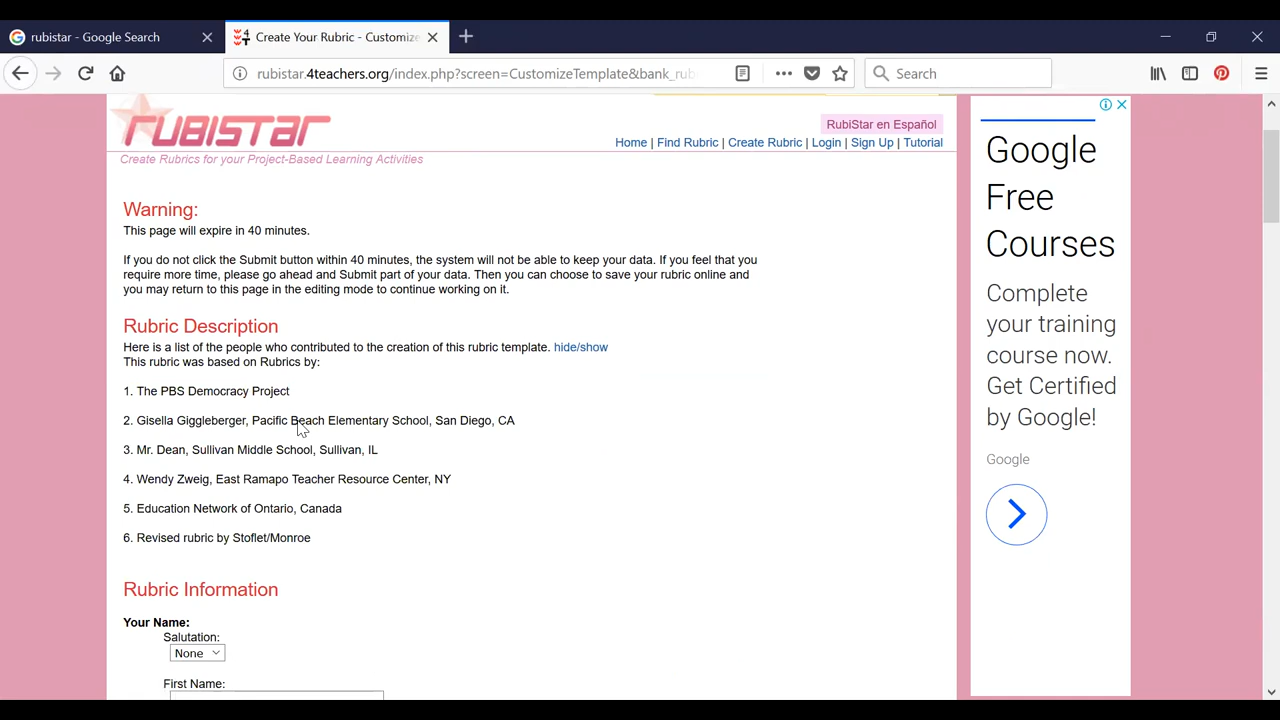 rubistar - Google Search
Create Your Rubric - Customize
rubistar.4teachers.org/index.php?screen=CustomizeTemplate&bank_rub
Search
RubiStar
RubiStar en Español
Home | Find Rubric | Create Rubric | Login | Sign Up | Tutorial
Create Rubrics for your Project-Based Learning Activities
Warning:
This page will expire in 40 minutes.
If you do not click the Submit button within 40 minutes, the system will not be able to keep your data. If you feel that you
require more time, please go ahead and Submit part of your data. Then you can choose to save your rubric online and
you may return to this page in the editing mode to continue working on it.
Rubric Description
Here is a list of the people who contributed to the creation of this rubric template. hide/show
This rubric was based on Rubrics by:
1. The PBS Democracy Project
2. Gisella Giggleberger, Pacific Beach Elementary School, San Diego, CA
3. Mr. Dean, Sullivan Middle School, Sullivan, IL
4. Wendy Zweig, East Ramapo Teacher Resource Center, NY
5. Education Network of Ontario, Canada
6. Revised rubric by Stoflet/Monroe
Rubric Information
Your Name:
Salutation:
None
First Name:
Google
Free
Courses
Complete
your training
course now.
Get Certified
by Google!
Google